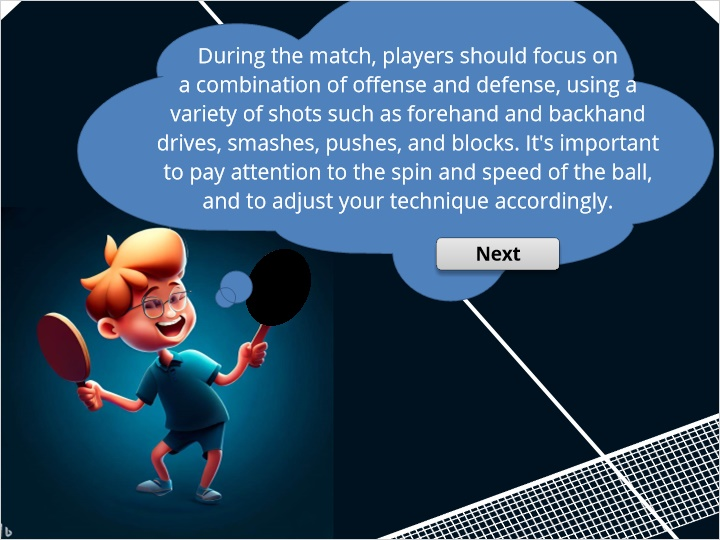 During the match, players should focus on
a combination of offense and defense, using a
variety of shots such as forehand and backhand
drives, smashes, pushes, and blocks. It's important
to pay attention to the spin and speed of the ball,
and to adjust your technique accordingly.
Next